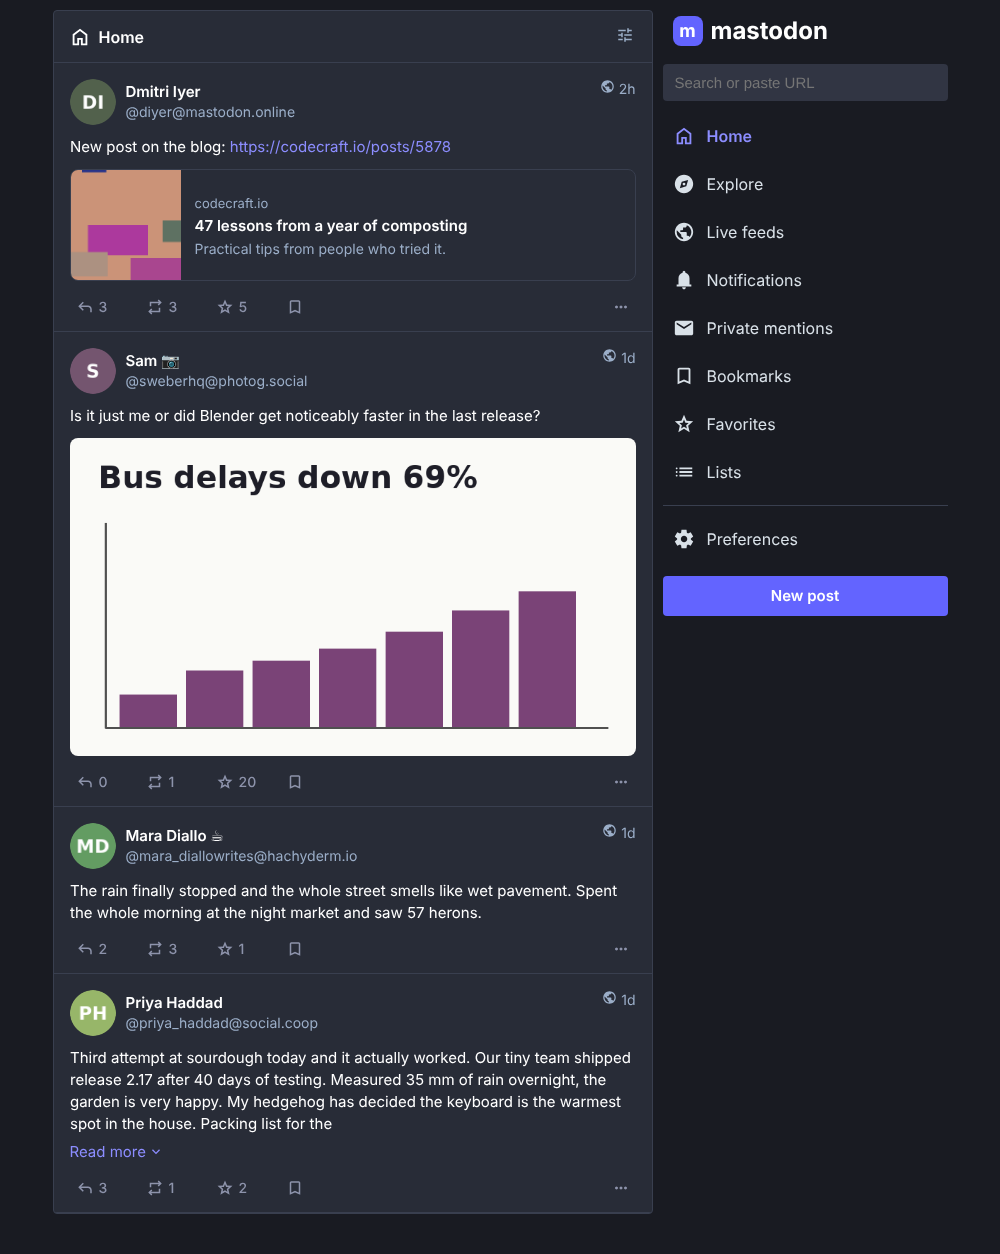 Home
DI
Dmitri Iyer
2h
@diyer@mastodon.online
New post on the blog: https://codecraft.io/posts/5878
codecraft.io
47 lessons from a year of composting
Practical tips from people who tried it.
3
3
5
S
Sam 📷
1d
@sweberhq@photog.social
Is it just me or did Blender get noticeably faster in the last release?
Bus delays down 69%
0
1
20
MD
Mara Diallo ☕
1d
@mara_diallowrites@hachyderm.io
The rain finally stopped and the whole street smells like wet pavement. Spent
the whole morning at the night market and saw 57 herons.
2
3
1
PH
Priya Haddad
1d
@priya_haddad@social.coop
Third attempt at sourdough today and it actually worked. Our tiny team shipped
release 2.17 after 40 days of testing. Measured 35 mm of rain overnight, the
garden is very happy. My hedgehog has decided the keyboard is the warmest
spot in the house. Packing list for the
Read more
3
1
2
m mastodon
Search or paste URL
Home
Explore
Live feeds
Notifications
Private mentions
Bookmarks
Favorites
Lists
Preferences
New post